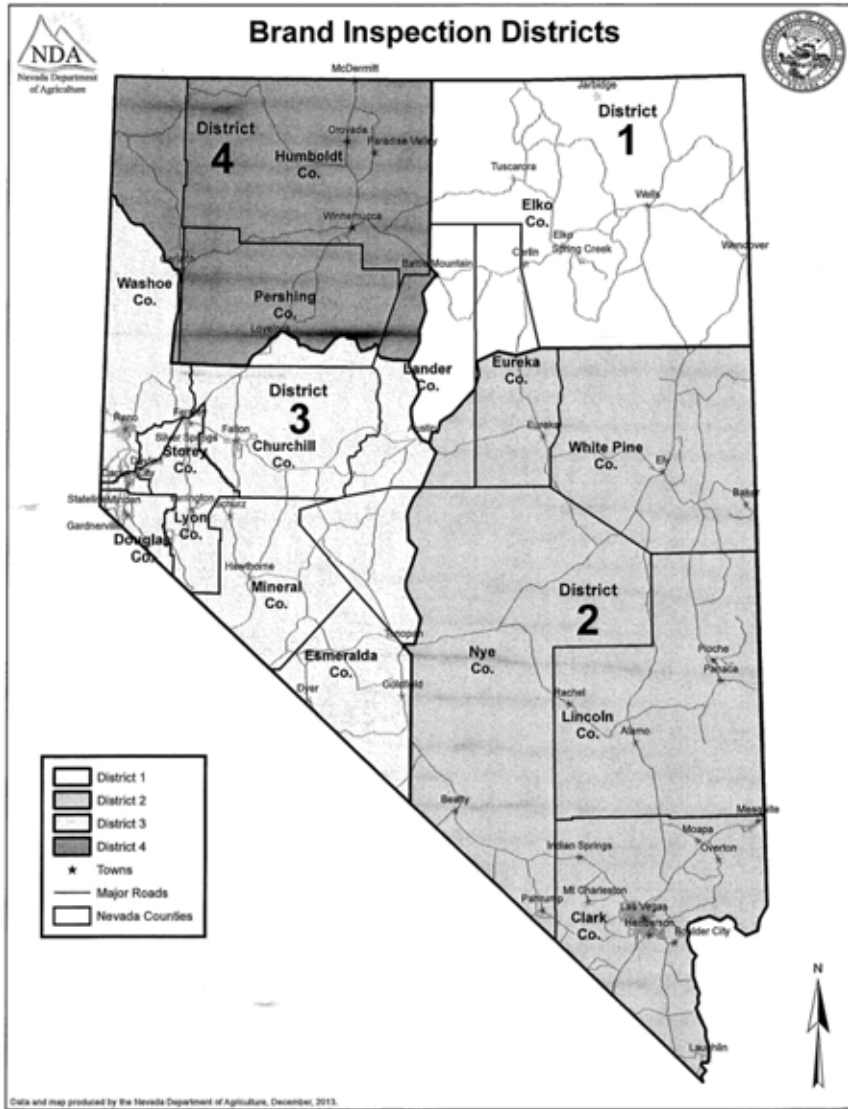 Brand Inspection Districts
NDA
Nevada Department
of Agriculture
McDermitt
Jarbidge
District
1
District
4
Orovada
Paradise Valley
Humboldt
Co.
Tuscarora
Wells
Elko
Co.
Winnemucca
Elko
Spring Creek
Carlin
Wendover
Battle Mountain
Washoe
Co.
Pershing
Co.
Lovelock
Lander
Co.
Eureka
Co.
District
3
Reno
Silver Springs
Fallon
Storey
Co.
Churchill
Co.
Austin
Eureka
White Pine
Co.
Ely
Baker
Stateline
Minden
Gardnerville
Douglas
Co.
Yerington
Lyon
Co.
Schurz
Hawthorne
Mineral
Co.
District
2
Tonopah
Esmeralda
Co.
Nye
Co.
Pioche
Panaca
Dyer
Goldfield
Rachel
Lincoln
Co.
Alamo
District 1
District 2
District 3
District 4
Towns
Major Roads
Nevada Counties
Beatty
Mesquite
Moapa
Overton
Indian Springs
Mt Charleston
Pahrump
Las Vegas
Henderson
Clark
Co.
Boulder City
Laughlin
N
Data and map produced by the Nevada Department of Agriculture, December, 2013.